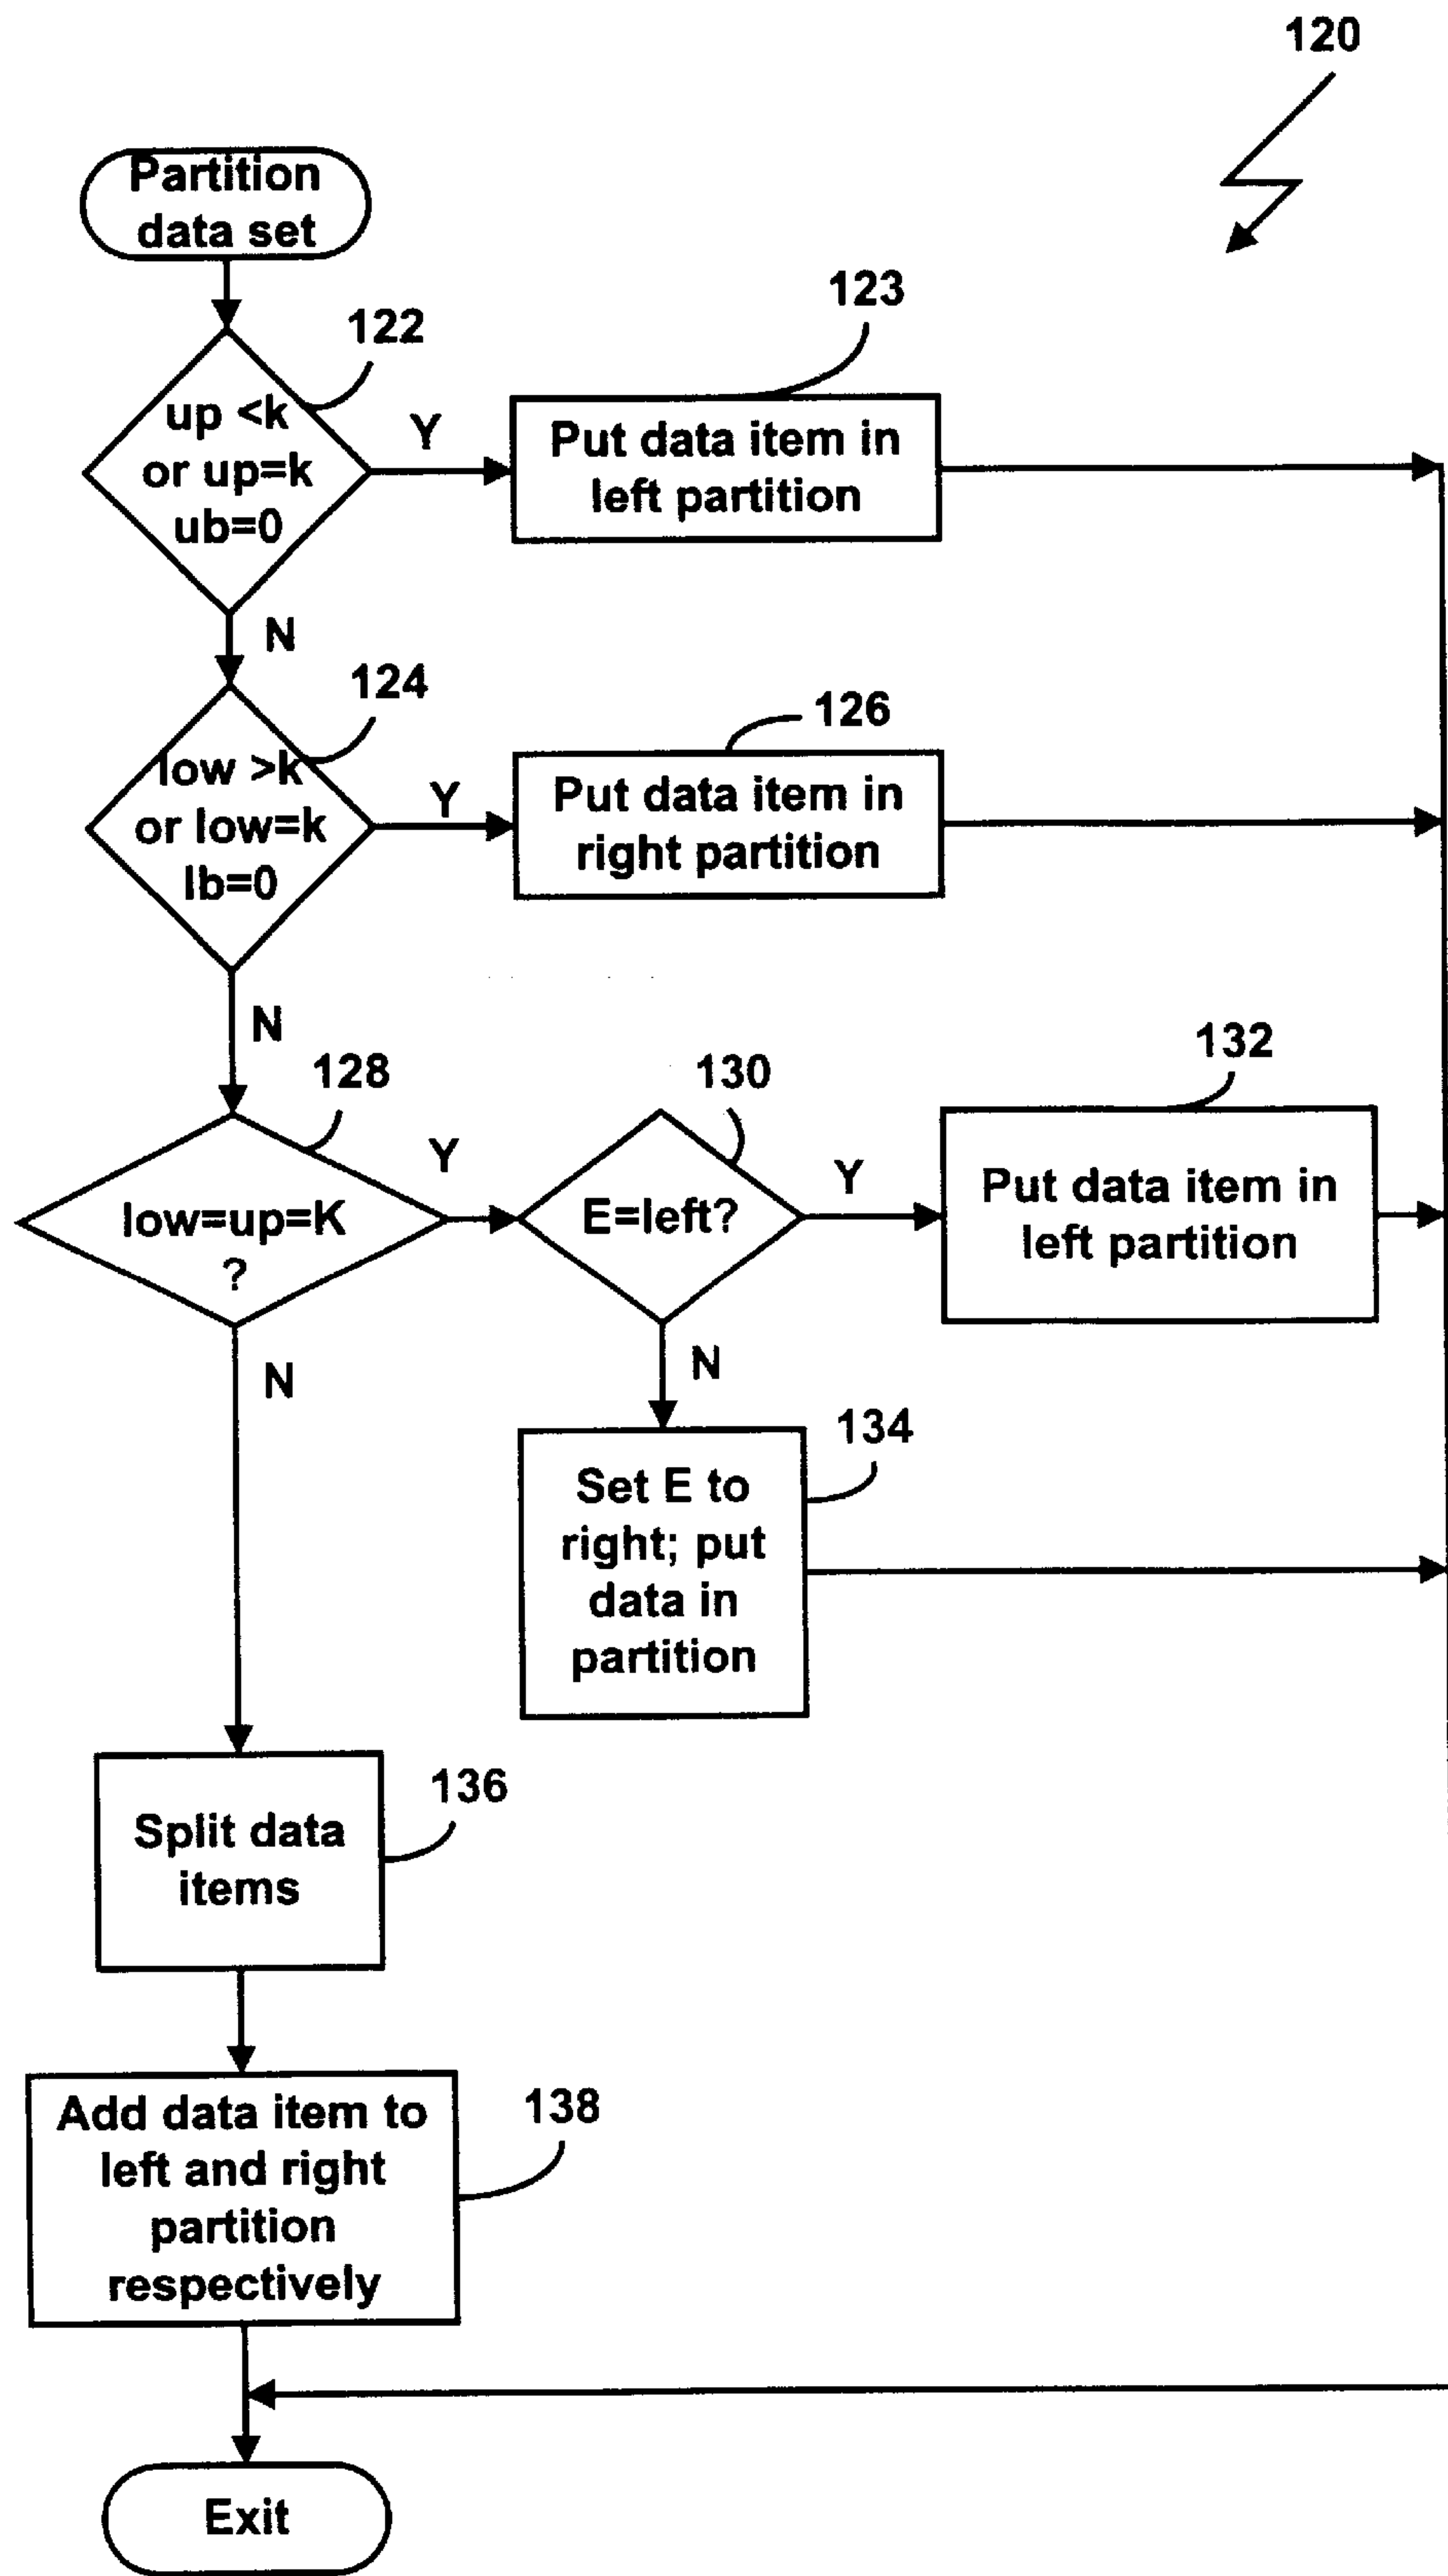 120
Partition
data set
122
up <k
or up=k
ub=0
Y
123
Put data item in
left partition
N
124
low >k
or low=k
lb=0
Y
126
Put data item in
right partition
N
128
low=up=K
?
Y
130
E=left?
Y
132
Put data item in
left partition
N
N
134
Set E to
right; put
data in
partition
136
Split data
items
138
Add data item to
left and right
partition
respectively
Exit